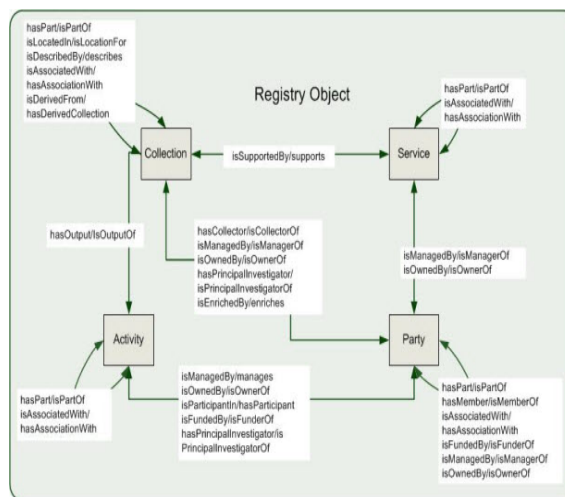 hasPart/isPartOf
isLocatedIn/isLocationFor
isDescribedBy/describes
isAssociatedWith/
hasAssociationWith
isDerivedFrom/
hasDerivedCollection
Registry Object
hasPart/isPartOf
isAssociatedWith/
hasAssociationWith
Collection
isSupportedBy/supports
Service
hasOutput/IsOutputOf
hasCollector/isCollectorOf
isManagedBy/isManagerOf
isOwnedBy/isOwnerOf
hasPrincipalInvestigator/
isPrincipalInvestigatorOf
isEnrichedBy/enriches
isManagedBy/isManagerOf
isOwnedBy/isOwnerOf
Activity
Party
hasPart/isPartOf
isAssociatedWith/
hasAssociationWith
isManagedBy/manages
isOwnedBy/isOwnerOf
isParticipantIn/hasParticipant
isFundedBy/isFunderOf
hasPrincipalInvestigator/is
PrincipalInvestigatorOf
hasPart/isPartOf
hasMember/isMemberOf
isAssociatedWith/
hasAssociationWith
isFundedBy/isFunderOf
isManagedBy/isManagerOf
isOwnedBy/isOwnerOf